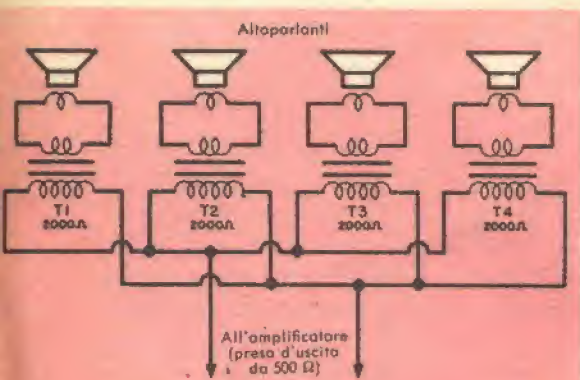 Altoparlanti
T1 T2 T3 T4
2000Ω 2000Ω 2000Ω 2000Ω
All'amplificatore
(presa d'uscita
da 500 Ω)